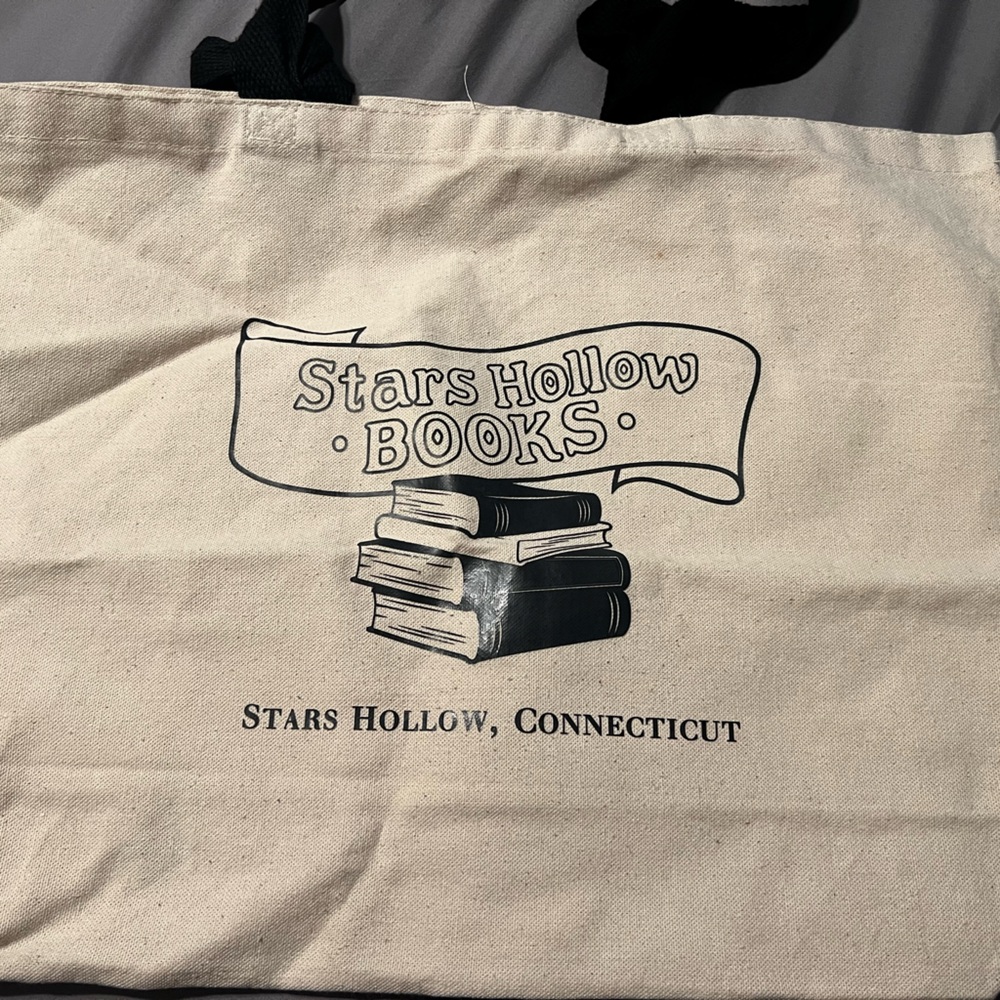 Stars Hollow
• BOOKS •
STARS HOLLOW, CONNECTICUT